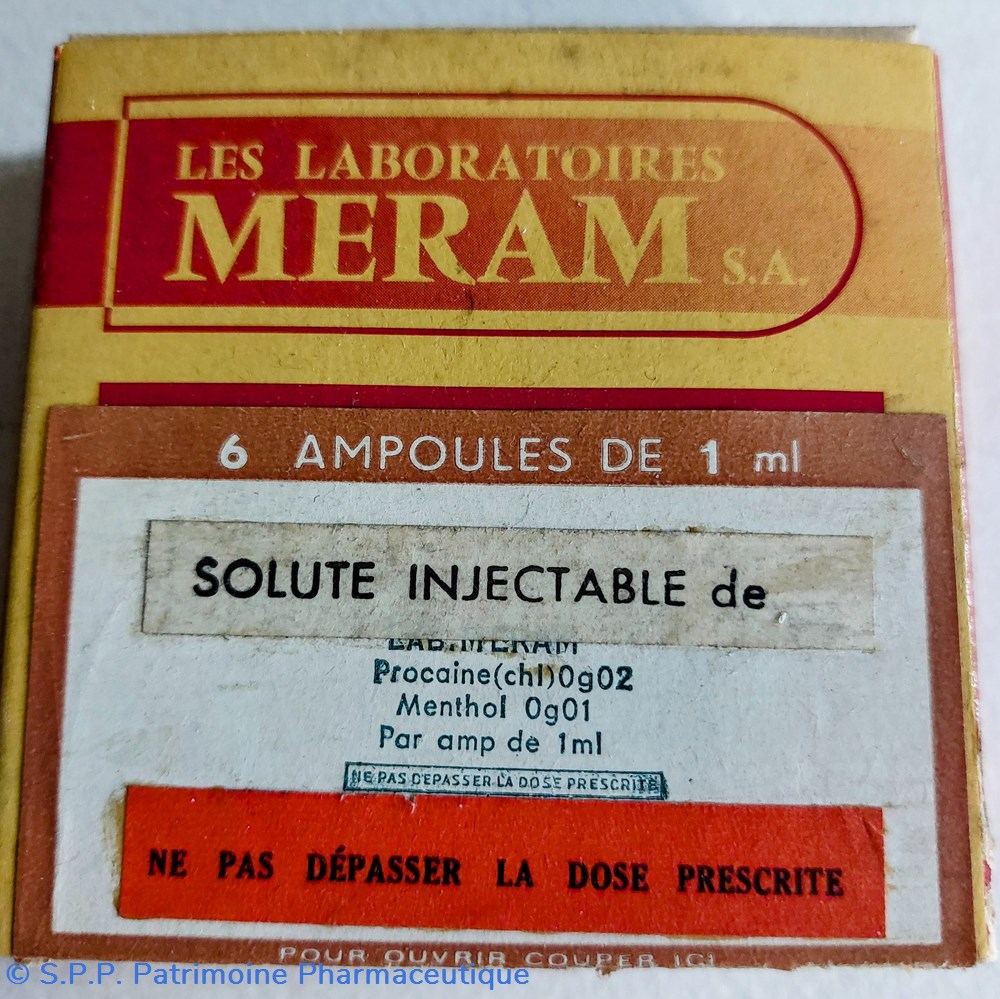 LES LABORATOIRES
MERAM S.A.
6 AMPOULES DE 1 ml
SOLUTE INJECTABLE de
LAB.MERAM
Procaine(chl)0g02
Menthol 0g01
Par amp de 1ml
NE PAS DEPASSER LA DOSE PRESCRITE
NE PAS DÉPASSER LA DOSE PRESCRITE
POUR OUVRIR COUPER ICI
© S.P.P. Patrimoine Pharmaceutique